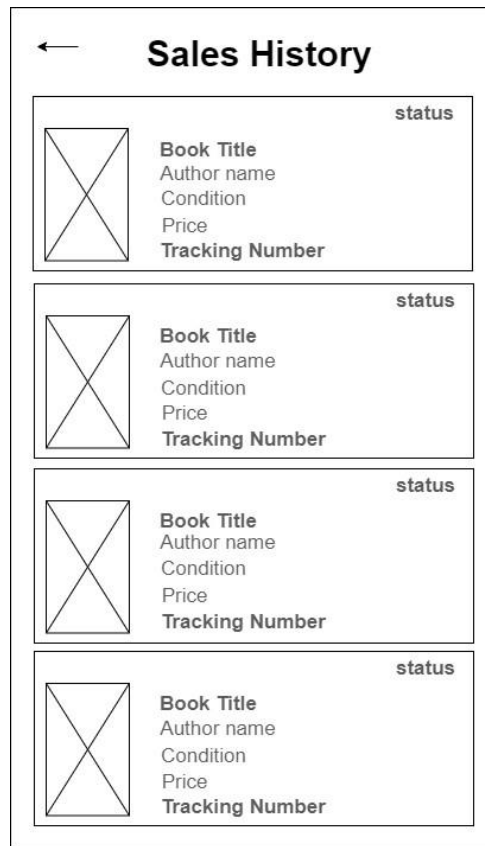 Sales History
status
Book Title
Author name
Condition
Price
Tracking Number
status
Book Title
Author name
Condition
Price
Tracking Number
status
Book Title
Author name
Condition
Price
Tracking Number
status
Book Title
Author name
Condition
Price
Tracking Number